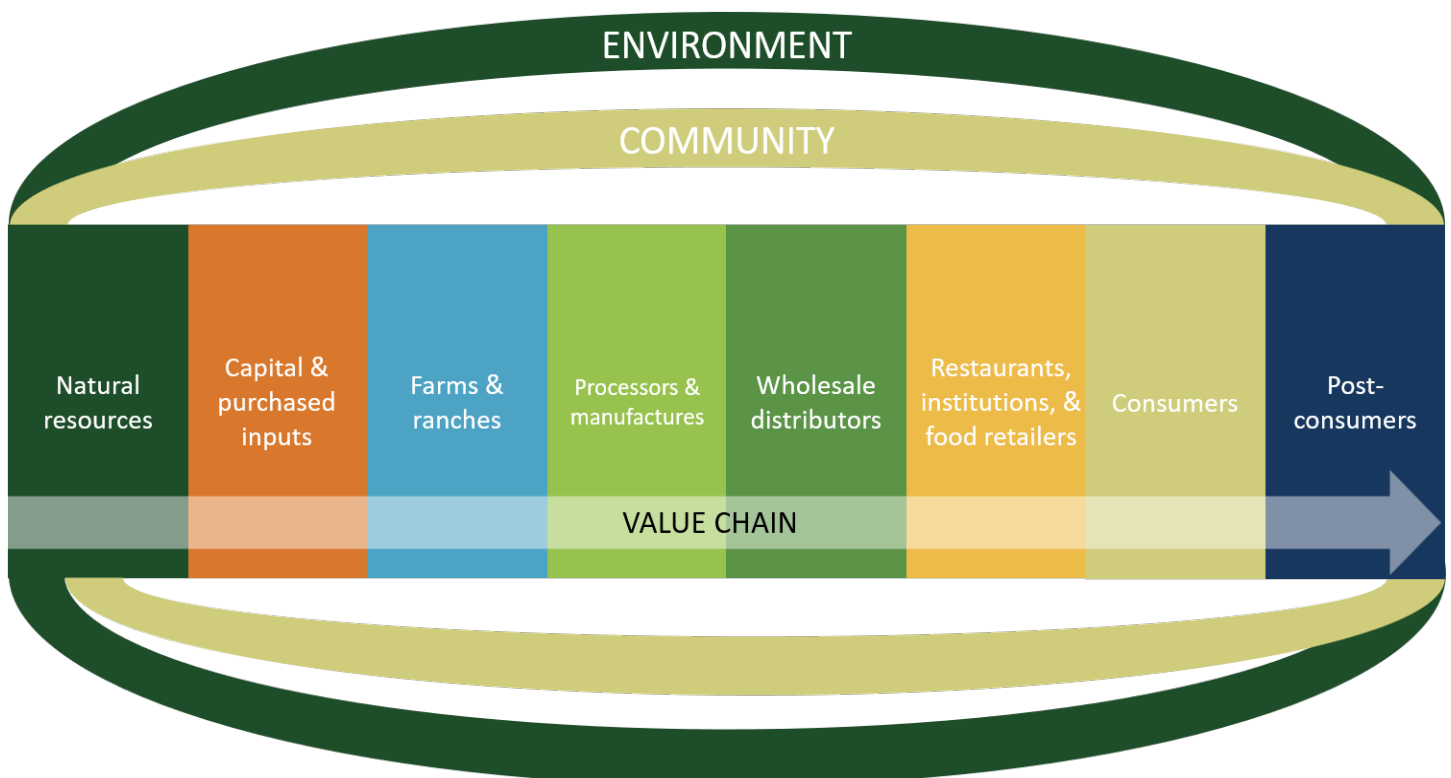 ENVIRONMENT
COMMUNITY
Natural
resources
Capital &
purchased
inputs
Farms &
ranches
Processors &
manufactures
Wholesale
distributors
Restaurants,
institutions, &
food retailers
Consumers
Post-
consumers
VALUE CHAIN